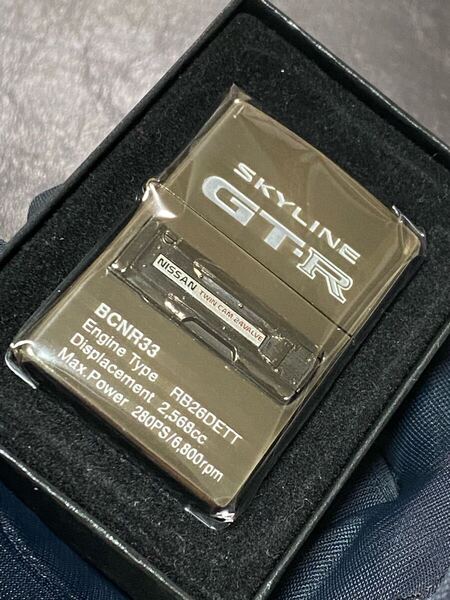 SKYLINE
GT-R
NISSAN TWIN CAM 24VALVE
BCNR33
Engine Type RB26DETT
Displacement 2,568cc
Max.Power 280PS/6,800rpm